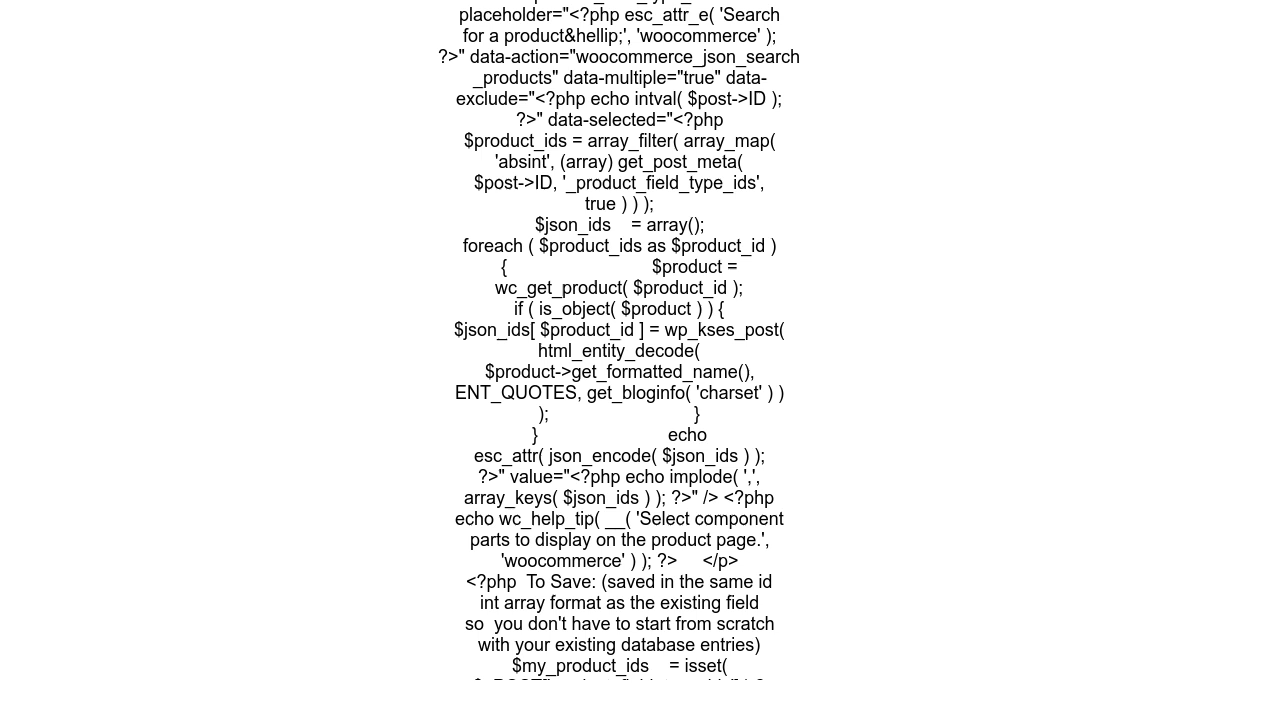 placeholder="<?php esc_attr_e( 'Search
for a product&hellip;', 'woocommerce' );
?>" data-action="woocommerce_json_search
_products" data-multiple="true" data-
exclude="<?php echo intval( $post->ID );
?>" data-selected="<?php
$product_ids = array_filter( array_map(
'absint', (array) get_post_meta(
$post->ID, '_product_field_type_ids',
true ) ) );
$json_ids    = array();
foreach ( $product_ids as $product_id )
{                             $product =
wc_get_product( $product_id );
if ( is_object( $product ) ) {
$json_ids[ $product_id ] = wp_kses_post(
html_entity_decode(
$product->get_formatted_name(),
ENT_QUOTES, get_bloginfo( 'charset' ) )
);                             }
}                          echo
esc_attr( json_encode( $json_ids ) );
?>" value="<?php echo implode( ',',
array_keys( $json_ids ) ); ?>" /> <?php
echo wc_help_tip( __( 'Select component
parts to display on the product page.',
'woocommerce' ) ); ?>     </p>
<?php  To Save: (saved in the same id
int array format as the existing field
so  you don't have to start from scratch
with your existing database entries)
$my_product_ids    = isset(